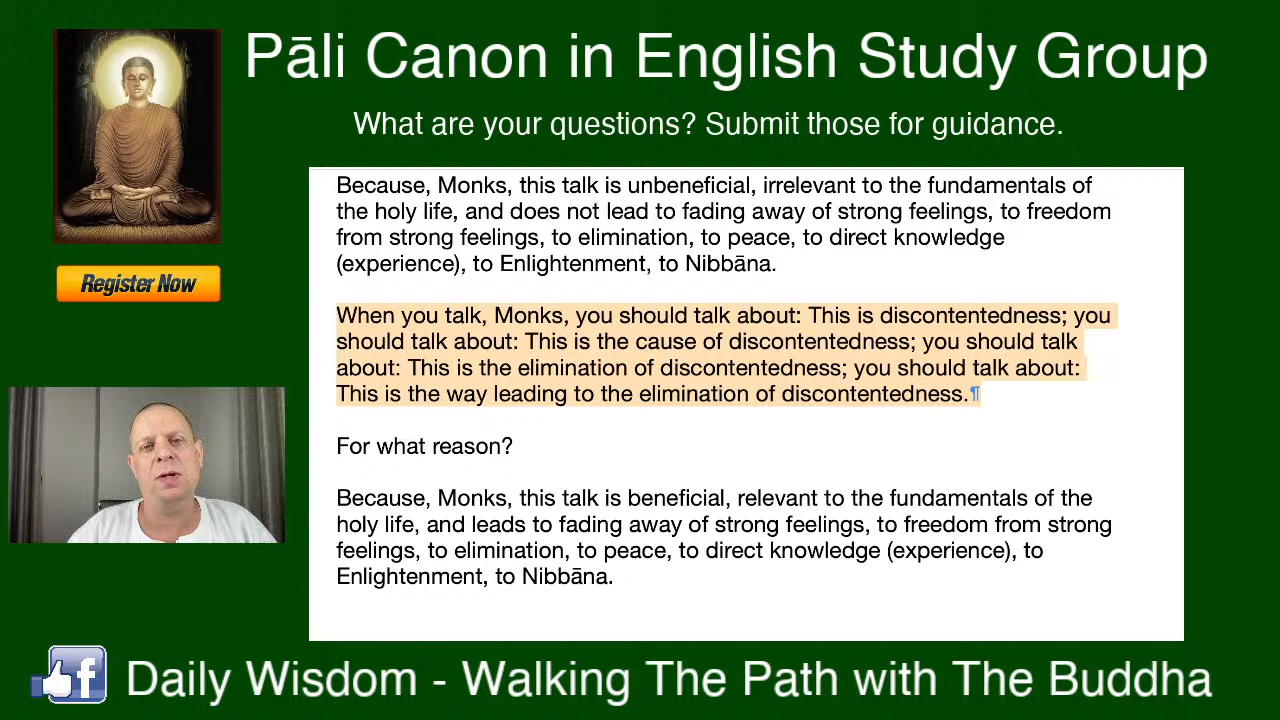 Pāli Canon in English Study Group
What are your questions? Submit those for guidance.
Register Now
Because, Monks, this talk is unbeneficial, irrelevant to the fundamentals of
the holy life, and does not lead to fading away of strong feelings, to freedom
from strong feelings, to elimination, to peace, to direct knowledge
(experience), to Enlightenment, to Nibbāna.
When you talk, Monks, you should talk about: This is discontentedness; you
should talk about: This is the cause of discontentedness; you should talk
about: This is the elimination of discontentedness; you should talk about:
This is the way leading to the elimination of discontentedness.¶
For what reason?
Because, Monks, this talk is beneficial, relevant to the fundamentals of the
holy life, and leads to fading away of strong feelings, to freedom from strong
feelings, to elimination, to peace, to direct knowledge (experience), to
Enlightenment, to Nibbāna.
f
Daily Wisdom - Walking The Path with The Buddha